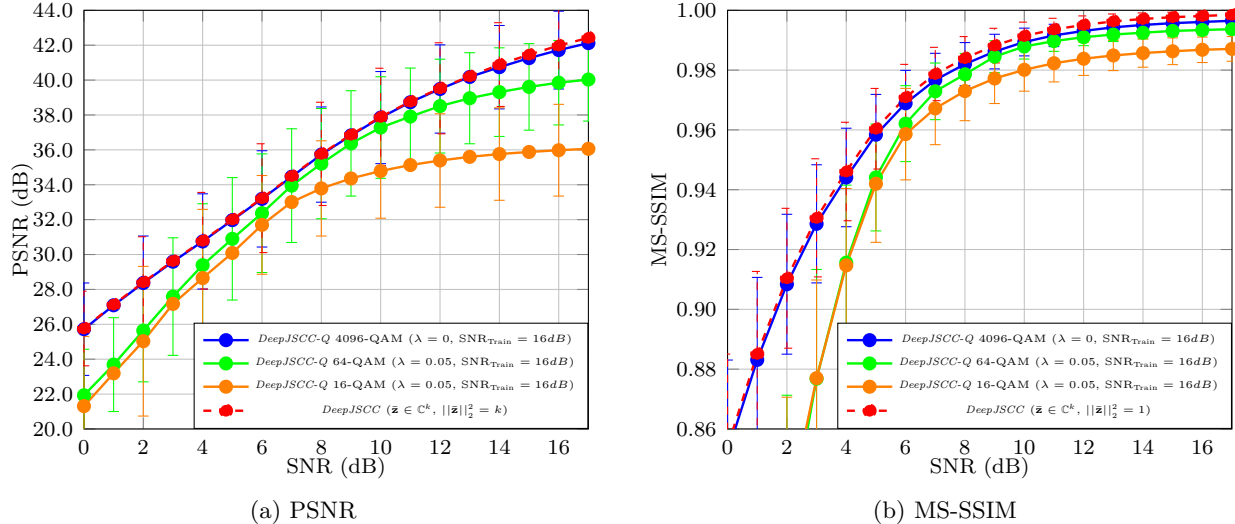 44.0
42.0
40.0
38.0
36.0
34.0
32.0
30.0
28.0
26.0
24.0
22.0
20.0
PSNR (dB)
0 2 4 6 8 10 12 14 16
SNR (dB)
DeepJSCC-Q 4096-QAM (λ = 0, SNR_Train = 16dB)
DeepJSCC-Q 64-QAM (λ = 0.05, SNR_Train = 16dB)
DeepJSCC-Q 16-QAM (λ = 0.05, SNR_Train = 16dB)
DeepJSCC (z̄ ∈ ℂ^k, ||z̄||₂² = k)
(a) PSNR
1.00
0.98
0.96
0.94
0.92
0.90
0.88
0.86
MS-SSIM
0 2 4 6 8 10 12 14 16
SNR (dB)
DeepJSCC-Q 4096-QAM (λ = 0, SNR_Train = 16dB)
DeepJSCC-Q 64-QAM (λ = 0.05, SNR_Train = 16dB)
DeepJSCC-Q 16-QAM (λ = 0.05, SNR_Train = 16dB)
DeepJSCC (z̄ ∈ ℂ^k, ||z̄||₂² = 1)
(b) MS-SSIM